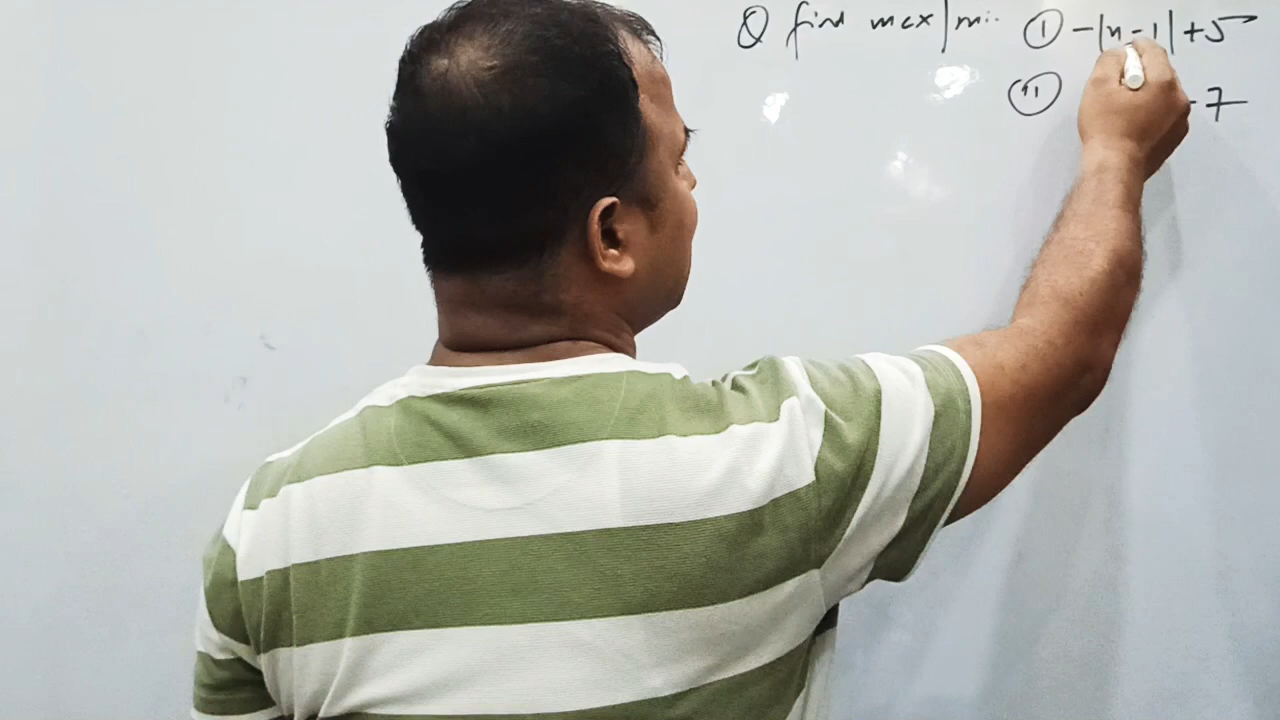 Q find max/min ① -|x-1| +5
(ii) -7